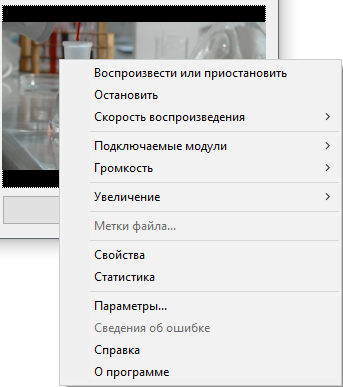 Воспроизвести или приостановить
Остановить
Скорость воспроизведения
Подключаемые модули
Громкость
Увеличение
Метки файла...
Свойства
Статистика
Параметры...
Сведения об ошибке
Справка
О программе